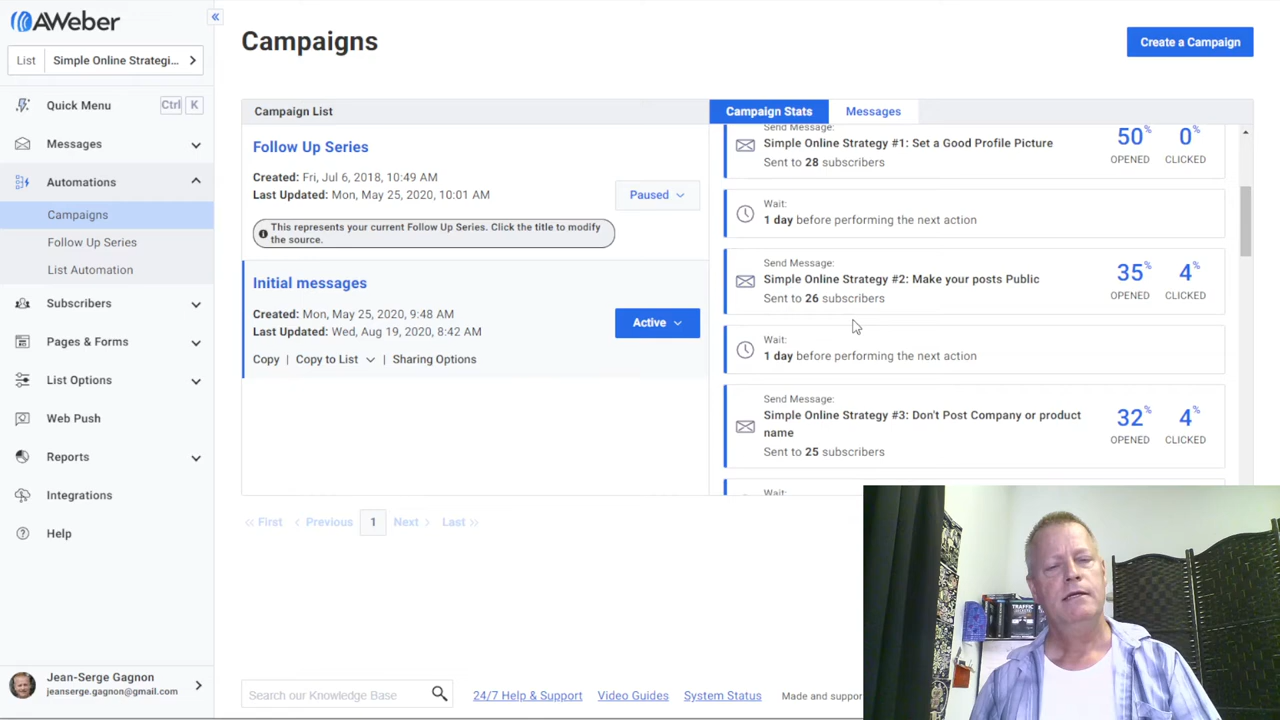 AWeber
«
List
Simple Online Strategi...
Quick Menu
Ctrl
K
Messages
Automations
Campaigns
Follow Up Series
List Automation
Subscribers
Pages & Forms
List Options
Web Push
Reports
Integrations
Help
Jean-Serge Gagnon
jeanserge.gagnon@gmail.com
Campaigns
Create a Campaign
Campaign List
Follow Up Series
Created: Fri, Jul 6, 2018, 10:49 AM
Last Updated: Mon, May 25, 2020, 10:01 AM
Paused
This represents your current Follow Up Series. Click the title to modify
the source.
Initial messages
Created: Mon, May 25, 2020, 9:48 AM
Last Updated: Wed, Aug 19, 2020, 8:42 AM
Active
Copy | Copy to List | Sharing Options
Campaign Stats
Messages
Send Message:
Simple Online Strategy #1: Set a Good Profile Picture
Sent to 28 subscribers
50%
OPENED
0%
CLICKED
Wait:
1 day before performing the next action
Send Message:
Simple Online Strategy #2: Make your posts Public
Sent to 26 subscribers
35%
OPENED
4%
CLICKED
Wait:
1 day before performing the next action
Send Message:
Simple Online Strategy #3: Don't Post Company or product
name
Sent to 25 subscribers
32%
OPENED
4%
CLICKED
Wait:
« First
‹ Previous
1
Next ›
Last »
TRAFFIC
Search our Knowledge Base
24/7 Help & Support
Video Guides
System Status
Made and suppor